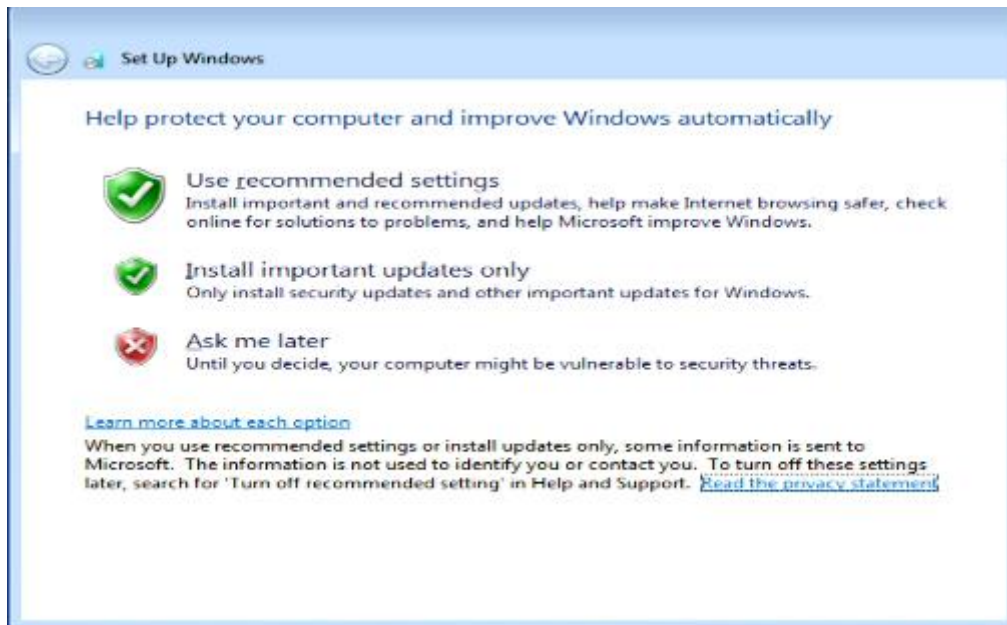 Set Up Windows
Help protect your computer and improve Windows automatically
Use recommended settings
Install important and recommended updates, help make Internet browsing safer, check
online for solutions to problems, and help Microsoft improve Windows.
Install important updates only
Only install security updates and other important updates for Windows.
Ask me later
Until you decide, your computer might be vulnerable to security threats.
Learn more about each option
When you use recommended settings or install updates only, some information is sent to
Microsoft. The information is not used to identify you or contact you. To turn off these settings
later, search for 'Turn off recommended setting' in Help and Support. Read the privacy statement